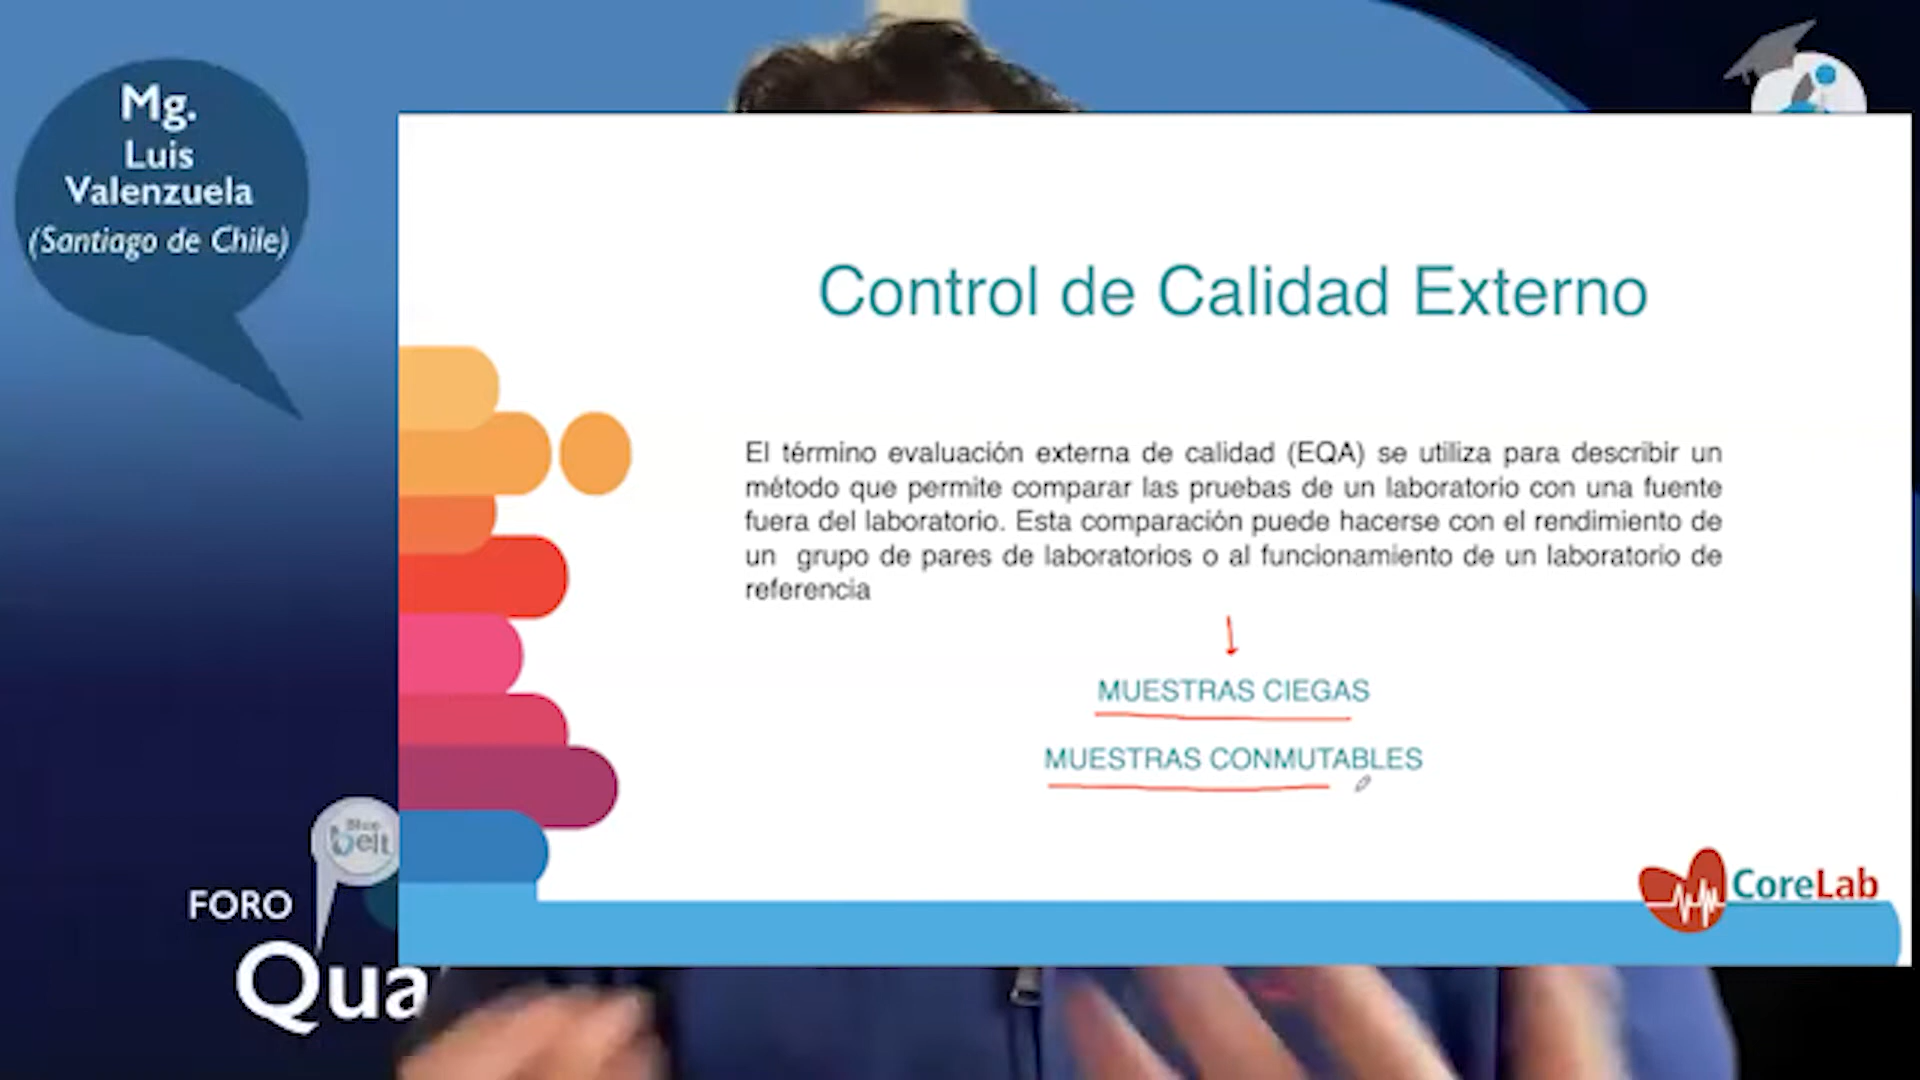 Mg.
Luis
Valenzuela
(Santiago de Chile)
Control de Calidad Externo
El término evaluación externa de calidad (EQA) se utiliza para describir un
método que permite comparar las pruebas de un laboratorio con una fuente
fuera del laboratorio. Esta comparación puede hacerse con el rendimiento de
un grupo de pares de laboratorios o al funcionamiento de un laboratorio de
referencia
MUESTRAS CIEGAS
MUESTRAS CONMUTABLES
Blue
belt
FORO
Qua
CoreLab